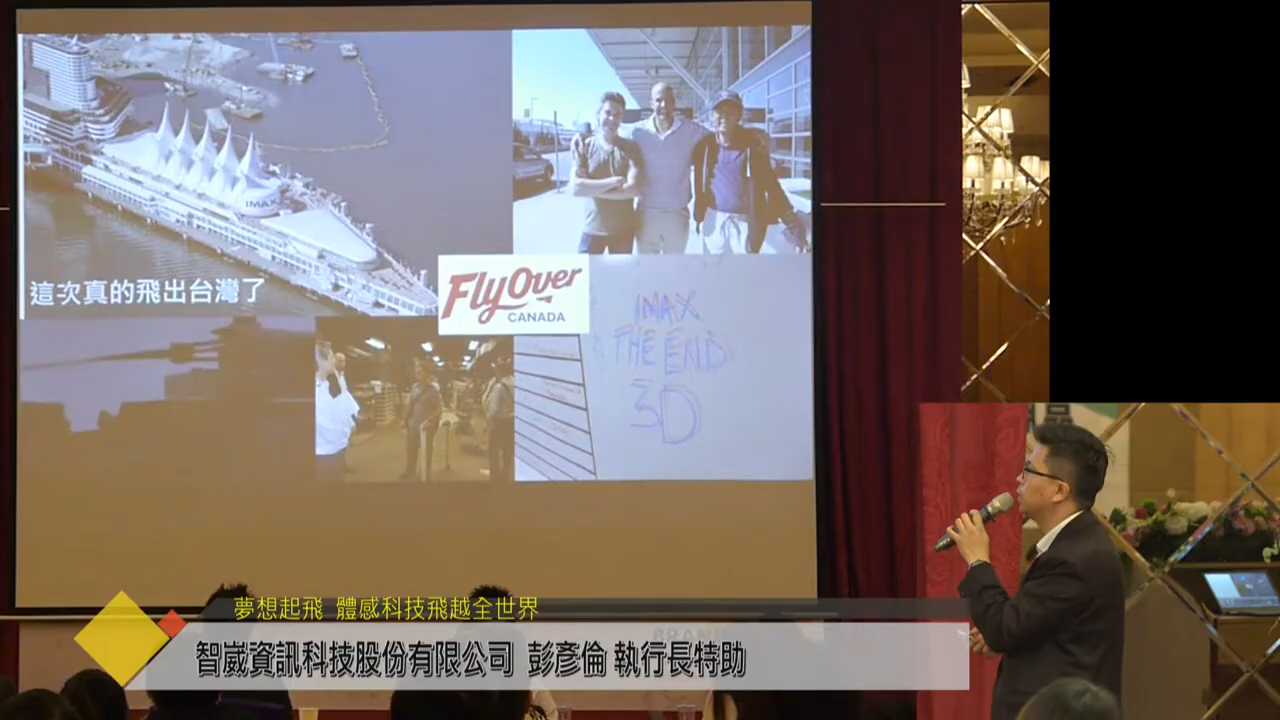 IMAX
這次真的飛出台灣了
FlyOver
CANADA
IMAX
THE END
3D
品
夢想起飛 體感科技飛越全世界
智崴資訊科技股份有限公司 彭彥倫 執行長特助